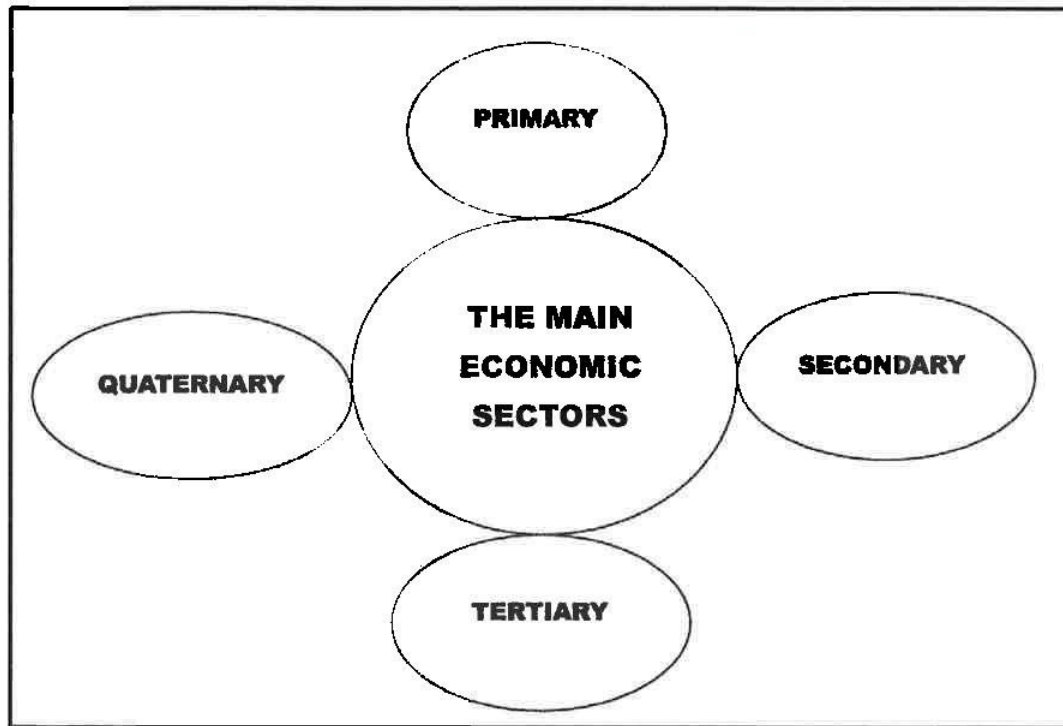 PRIMARY
THE MAIN
ECONOMIC
SECTORS
SECONDARY
QUATERNARY
TERTIARY